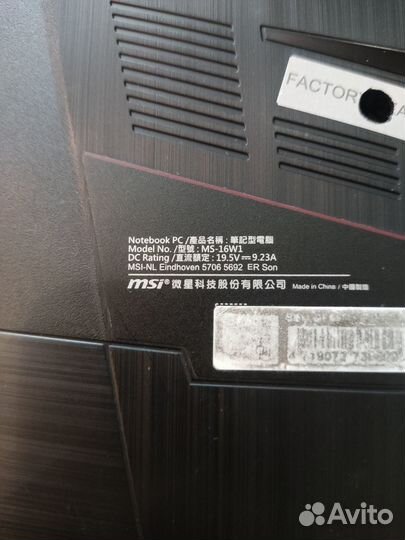 FACTORY
Notebook PC / 產品名稱 : 筆記型電腦
Model No. / 型號 : MS-16W1
DC Rating / 直流額定 : 19.5V ⎓ 9.23A
MSI-NL Eindhoven 5706 5692 ER Son
msi® 微星科技股份有限公司 Made in China / 中國製造
Avito